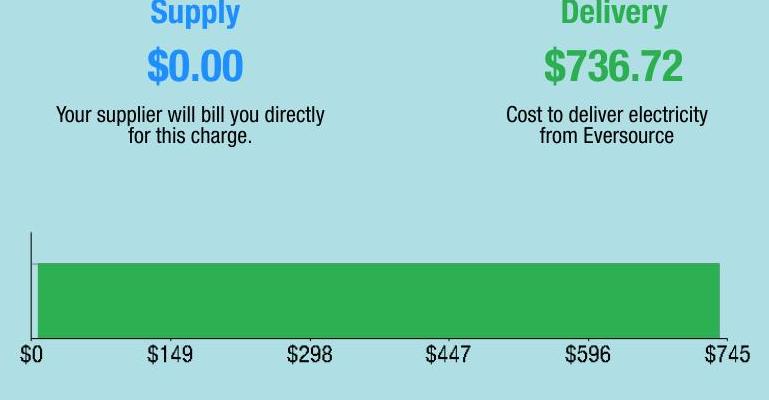 Supply
Delivery
$0.00
$736.72
Your supplier will bill you directly
for this charge.
Cost to deliver electricity
from Eversource
$0 $149 $298 $447 $596 $745